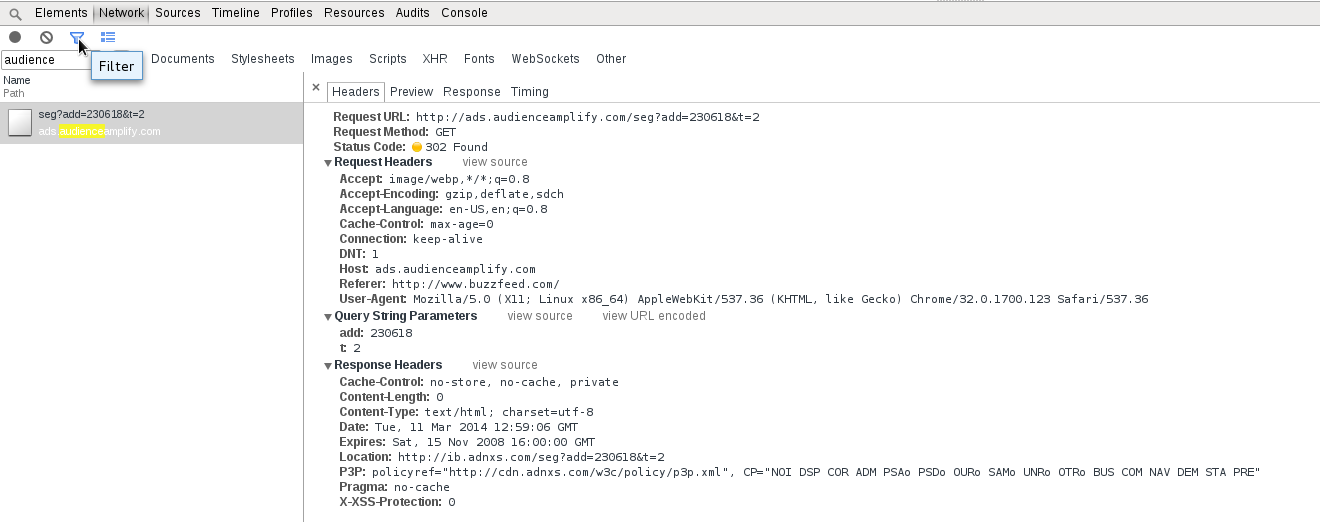 Elements Network Sources Timeline Profiles Resources Audits Console
audience Documents Stylesheets Images Scripts XHR Fonts WebSockets Other
Filter
Name
Path
seg?add=230618&t=2
ads.audienceamplify.com
× Headers Preview Response Timing
Request URL: http://ads.audienceamplify.com/seg?add=230618&t=2
Request Method: GET
Status Code: 302 Found
Request Headers view source
Accept: image/webp,*/*;q=0.8
Accept-Encoding: gzip,deflate,sdch
Accept-Language: en-US,en;q=0.8
Cache-Control: max-age=0
Connection: keep-alive
DNT: 1
Host: ads.audienceamplify.com
Referer: http://www.buzzfeed.com/
User-Agent: Mozilla/5.0 (X11; Linux x86_64) AppleWebKit/537.36 (KHTML, like Gecko) Chrome/32.0.1700.123 Safari/537.36
Query String Parameters view source view URL encoded
add: 230618
t: 2
Response Headers view source
Cache-Control: no-store, no-cache, private
Content-Length: 0
Content-Type: text/html; charset=utf-8
Date: Tue, 11 Mar 2014 12:59:06 GMT
Expires: Sat, 15 Nov 2008 16:00:00 GMT
Location: http://ib.adnxs.com/seg?add=230618&t=2
P3P: policyref="http://cdn.adnxs.com/w3c/policy/p3p.xml", CP="NOI DSP COR ADM PSAo PSDo OURo SAMo UNRo OTRo BUS COM NAV DEM STA PRE"
Pragma: no-cache
X-XSS-Protection: 0